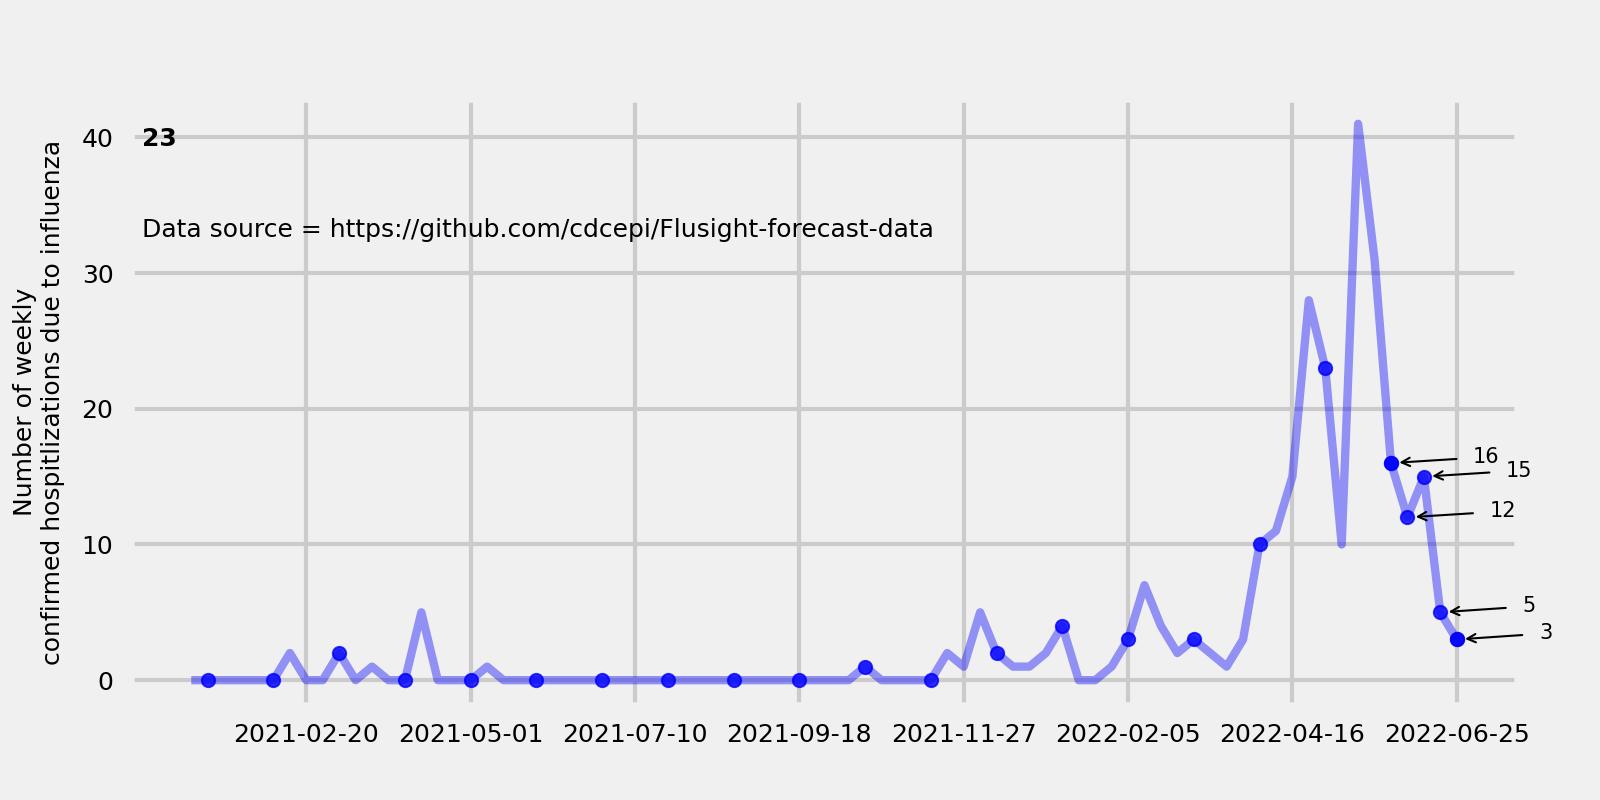 40
23
Data source = https://github.com/cdcepi/Flusight-forecast-data
30
20
10
0
Number of weekly
confirmed hospitlizations due to influenza
16
15
12
5
3
2021-02-20 2021-05-01 2021-07-10 2021-09-18 2021-11-27 2022-02-05 2022-04-16 2022-06-25